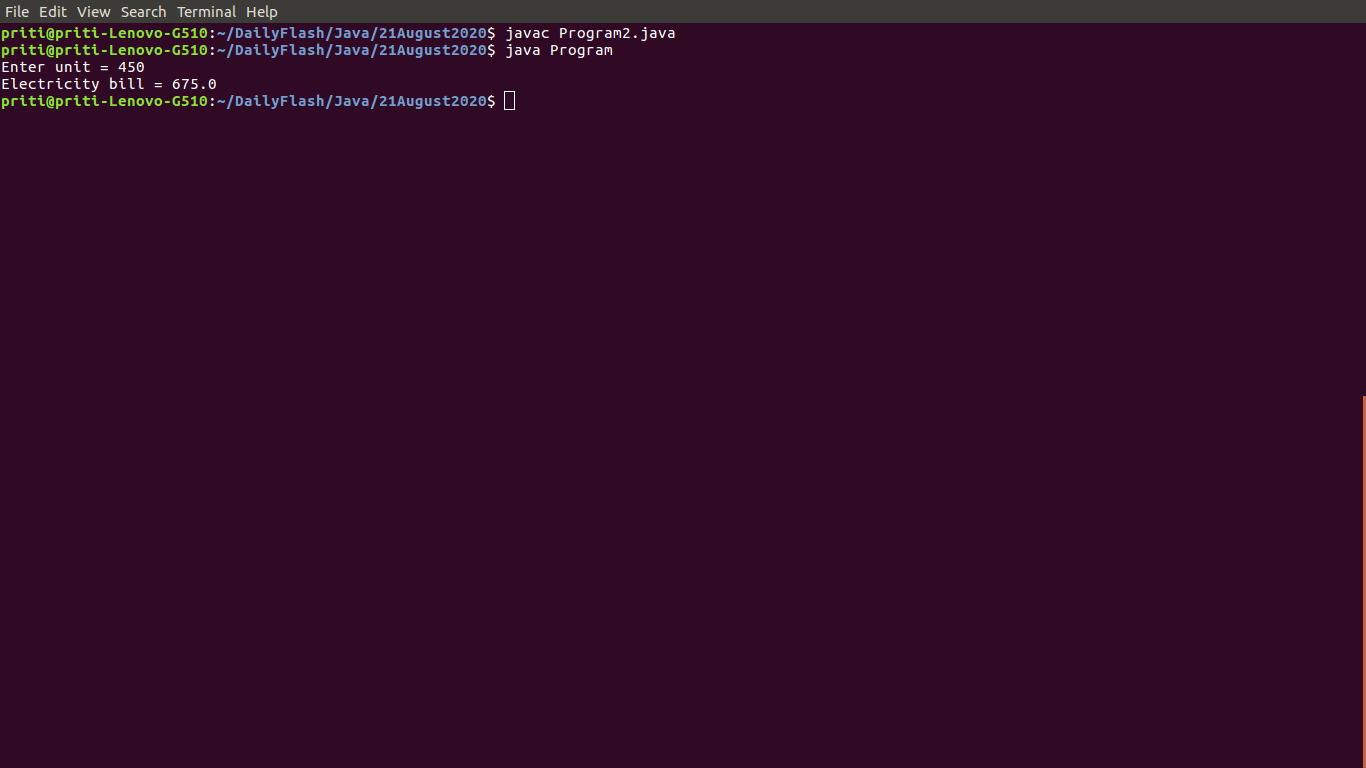 File Edit View Search Terminal Help
priti@priti-Lenovo-G510:~/DailyFlash/Java/21August2020$ javac Program2.java
priti@priti-Lenovo-G510:~/DailyFlash/Java/21August2020$ java Program
Enter unit = 450
Electricity bill = 675.0
priti@priti-Lenovo-G510:~/DailyFlash/Java/21August2020$